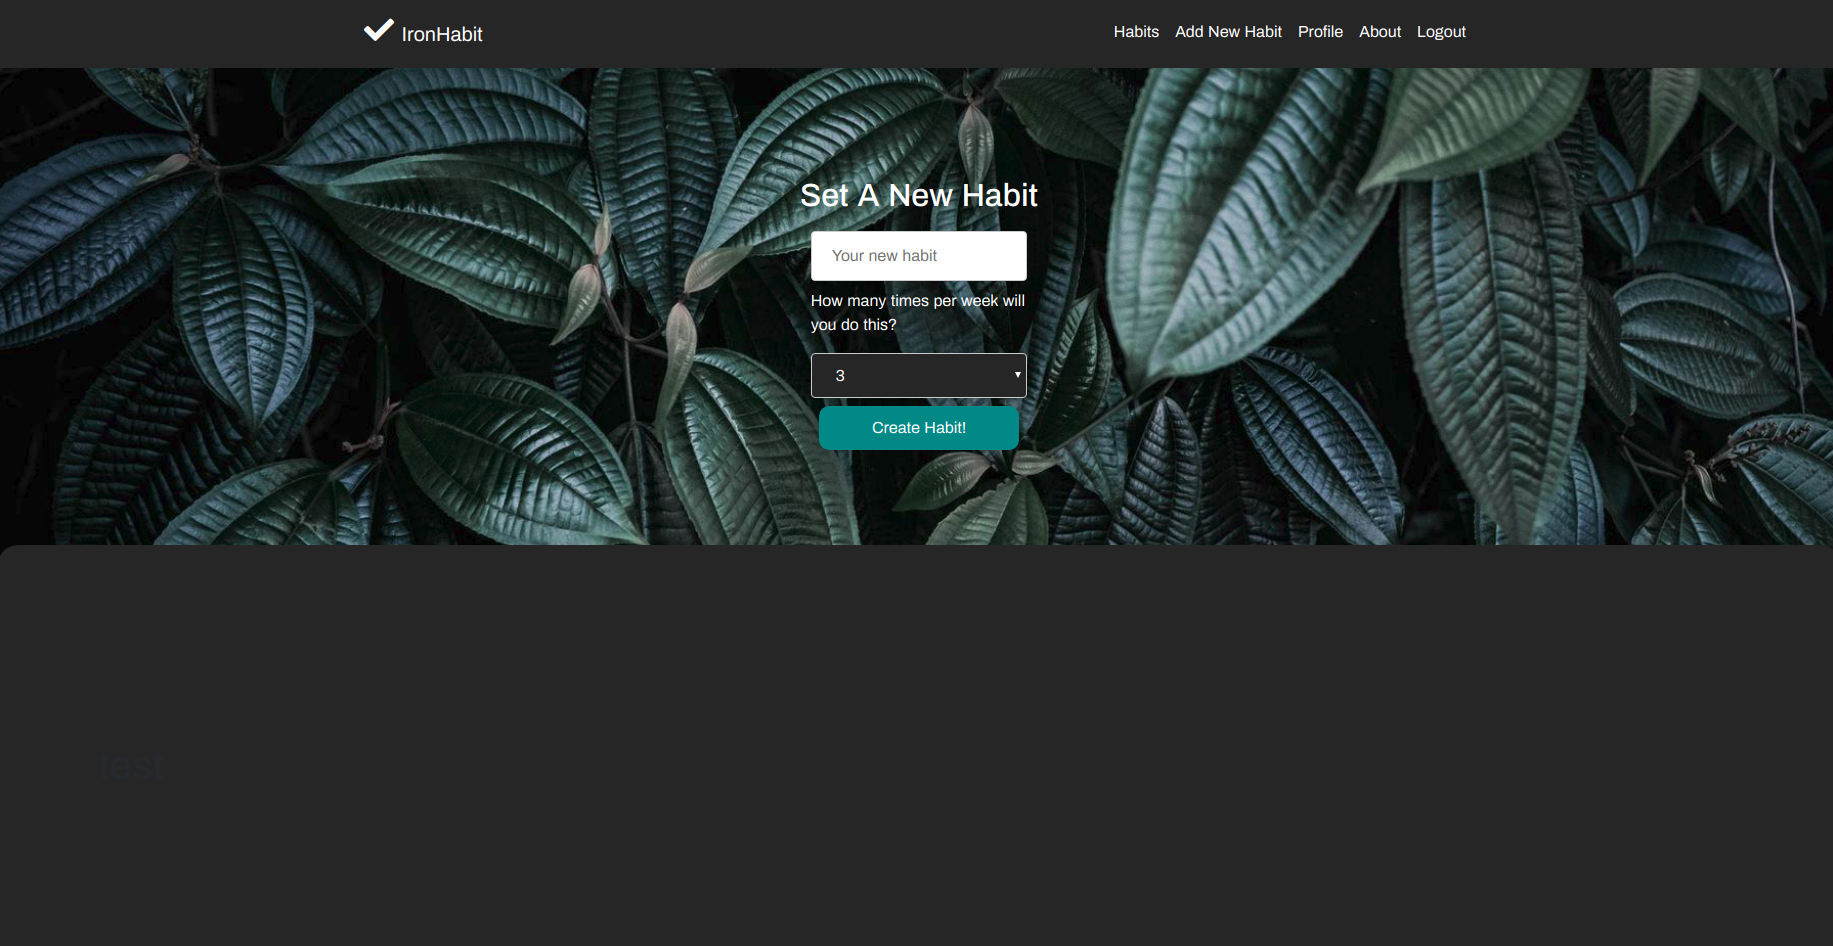 IronHabit
Habits Add New Habit Profile About Logout
Set A New Habit
Your new habit
How many times per week will
you do this?
3
Create Habit!
test